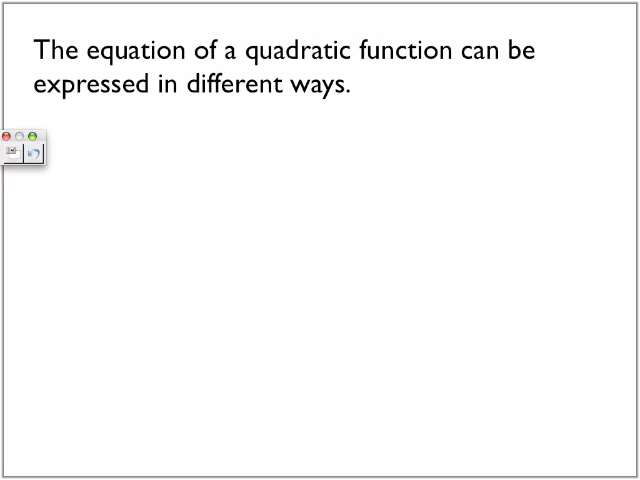 The equation of a quadratic function can be
expressed in different ways.